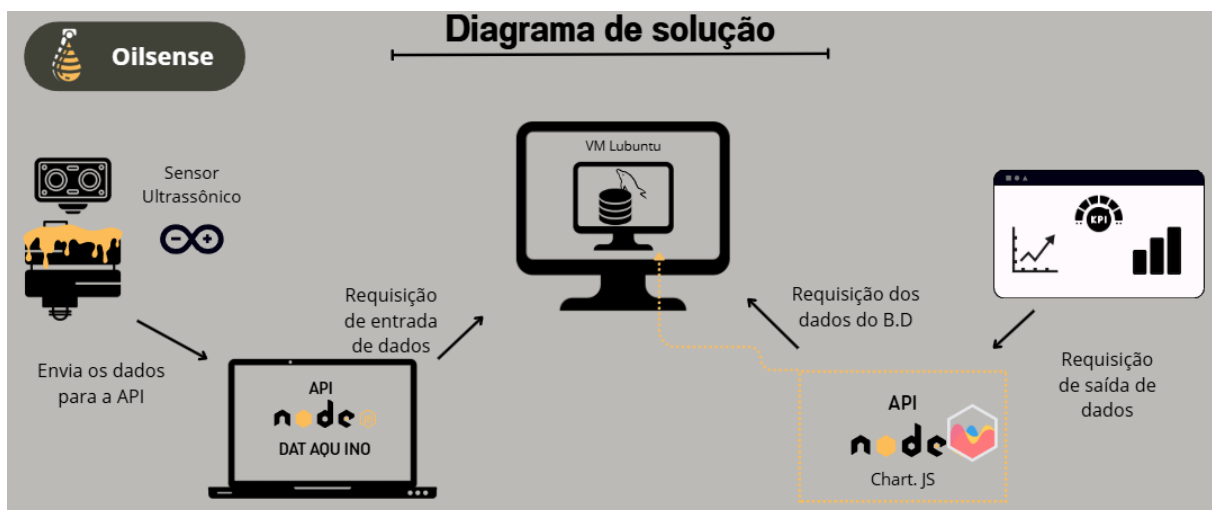 Oilsense
Diagrama de solução
Sensor
Ultrassônico
Envia os dados
para a API
API
node
DAT AQU INO
Requisição
de entrada
de dados
VM Lubuntu
Requisição dos
dados do B.D
API
node
Chart. JS
KPI
Requisição
de saída de
dados